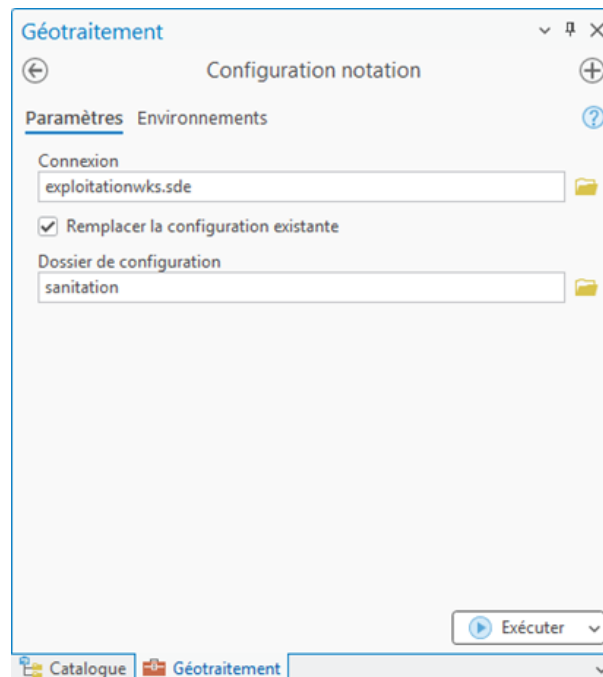 Géotraitement
Configuration notation
Paramètres Environnements
Connexion
exploitationwks.sde
Remplacer la configuration existante
Dossier de configuration
sanitation
Exécuter
Catalogue Géotraitement